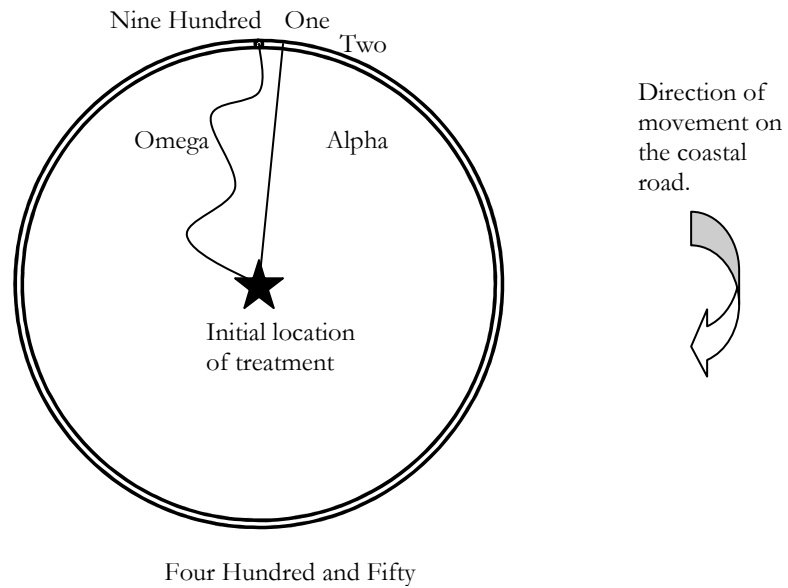 Nine Hundred One
Two
Omega Alpha
Direction of
movement on
the coastal
road.
Initial location
of treatment
Four Hundred and Fifty